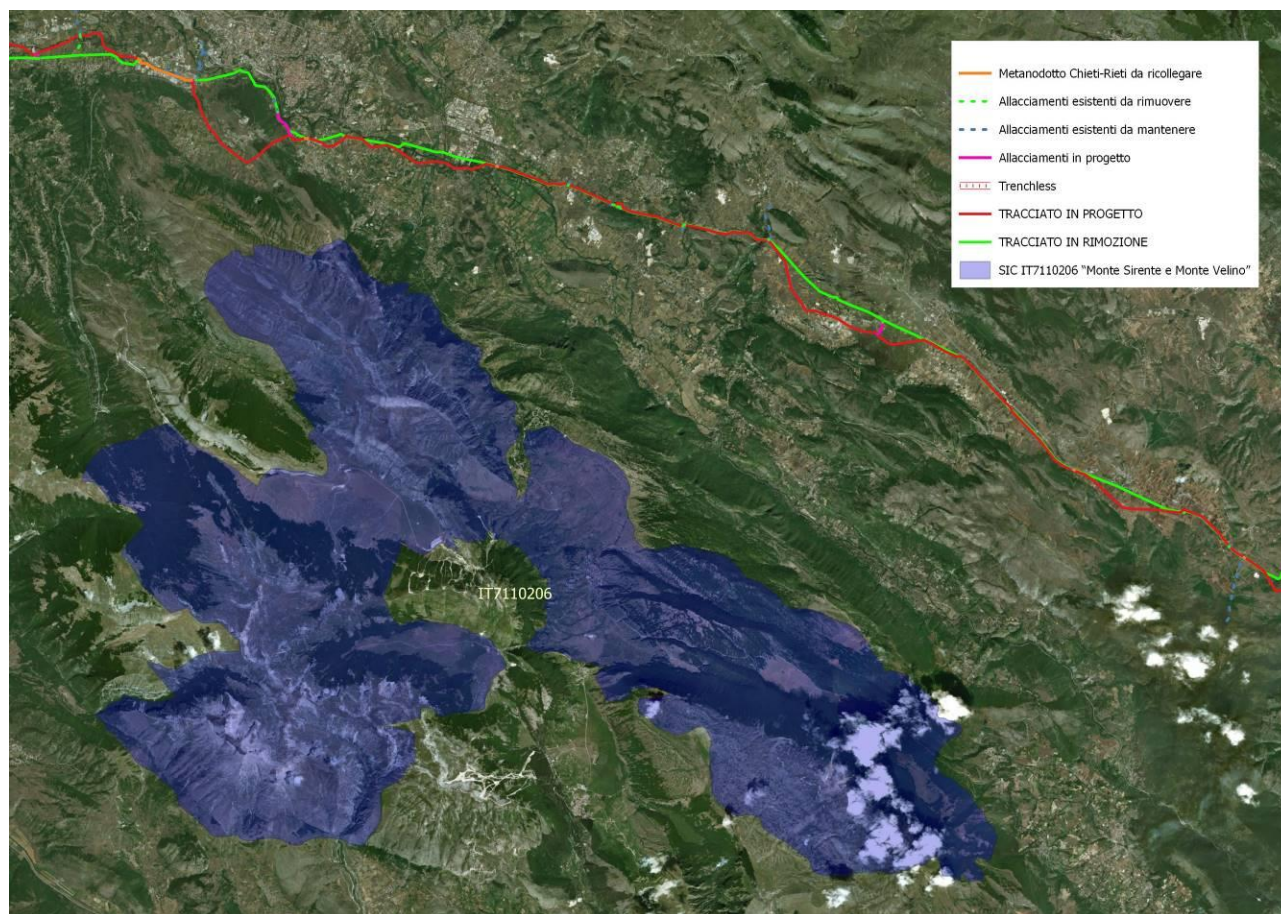 Metanodotto Chieti-Rieti da ricollegare
Allacciamenti esistenti da rimuovere
Allacciamenti esistenti da mantenere
Allacciamenti in progetto
Trenchless
TRACCIATO IN PROGETTO
TRACCIATO IN RIMOZIONE
SIC IT7110206 “Monte Sirente e Monte Velino”
IT7110206